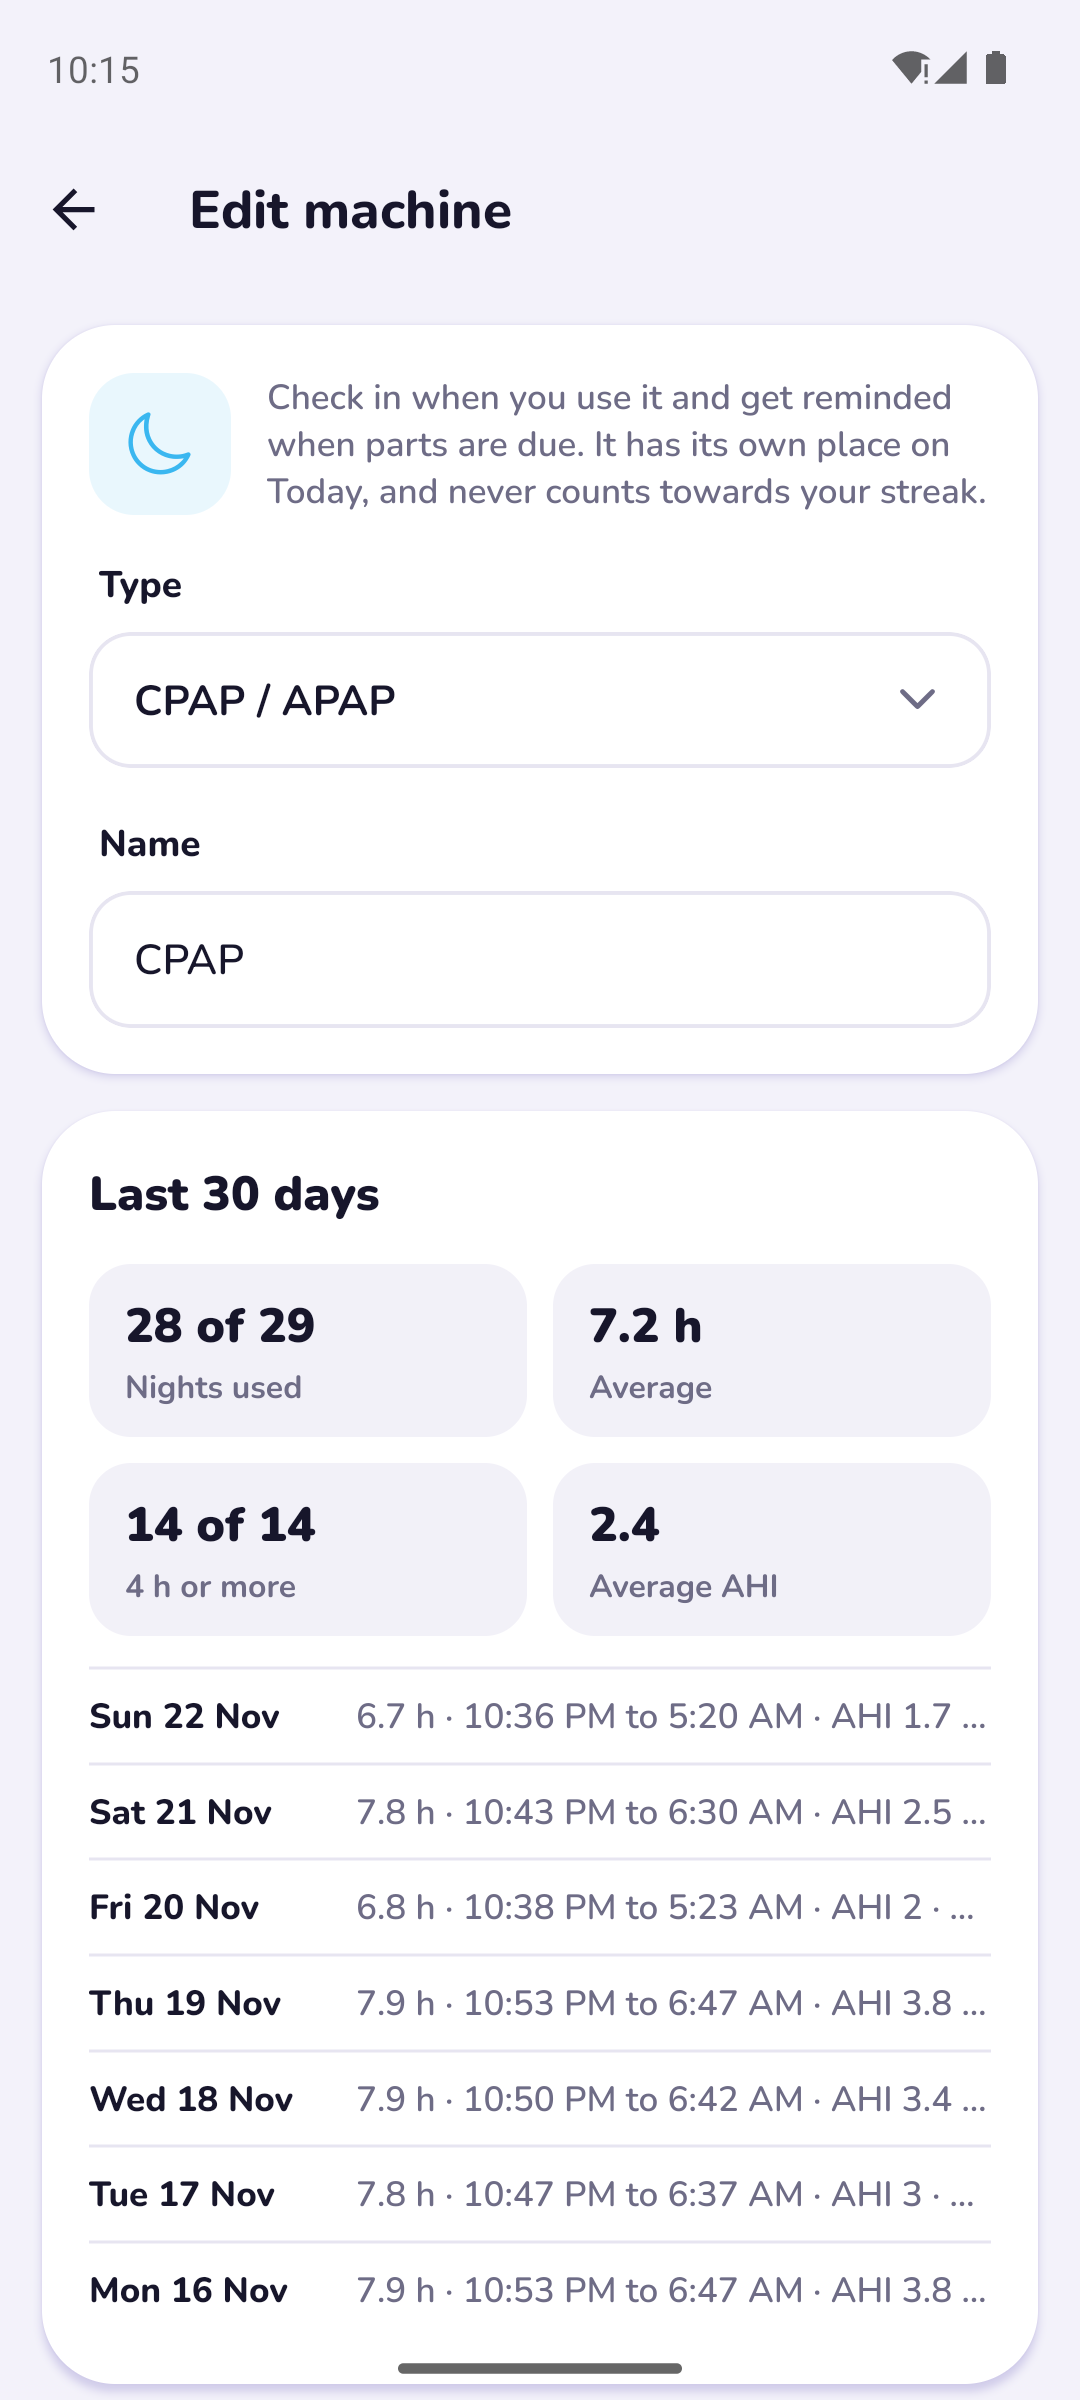 10:15
Edit machine
Check in when you use it and get reminded
when parts are due. It has its own place on
Today, and never counts towards your streak.
Type
CPAP / APAP
Name
CPAP
Last 30 days
28 of 29
Nights used
7.2 h
Average
14 of 14
4 h or more
2.4
Average AHI
Sun 22 Nov 6.7 h · 10:36 PM to 5:20 AM · AHI 1.7 ...
Sat 21 Nov 7.8 h · 10:43 PM to 6:30 AM · AHI 2.5 ...
Fri 20 Nov 6.8 h · 10:38 PM to 5:23 AM · AHI 2 · ...
Thu 19 Nov 7.9 h · 10:53 PM to 6:47 AM · AHI 3.8 ...
Wed 18 Nov 7.9 h · 10:50 PM to 6:42 AM · AHI 3.4 ...
Tue 17 Nov 7.8 h · 10:47 PM to 6:37 AM · AHI 3 · ...
Mon 16 Nov 7.9 h · 10:53 PM to 6:47 AM · AHI 3.8 ...